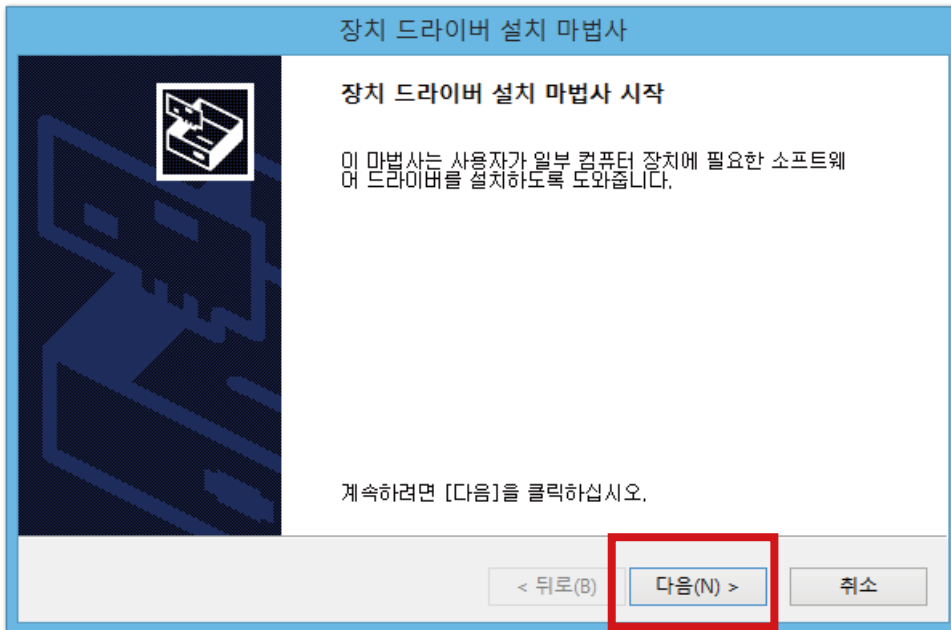 장치 드라이버 설치 마법사
장치 드라이버 설치 마법사 시작
이 마법사는 사용자가 일부 컴퓨터 장치에 필요한 소프트웨
어 드라이버를 설치하도록 도와줍니다.
계속하려면 [다음]을 클릭하십시오.
< 뒤로(B) 다음(N) > 취소